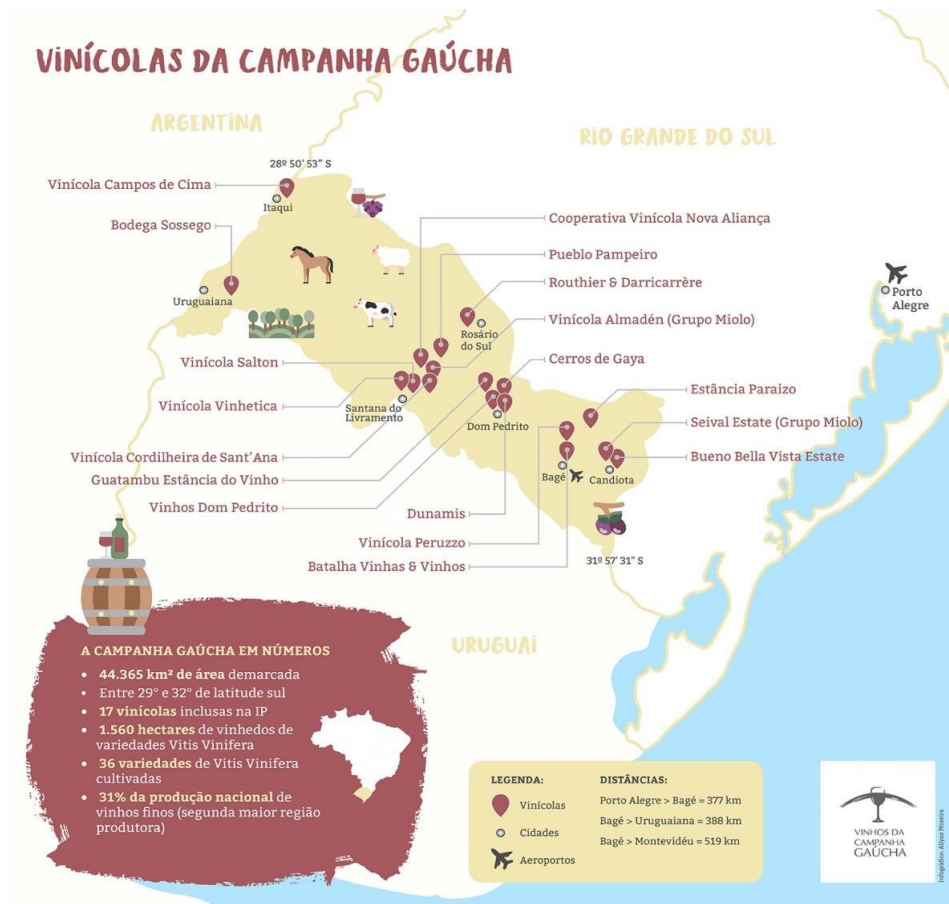 VINÍCOLAS DA CAMPANHA GAÚCHA
ARGENTINA
RIO GRANDE DO SUL
28º 50' 53" S
Vinícola Campos de Cima
Itaqui
Bodega Sossego
Uruguaiana
Cooperativa Vinícola Nova Aliança
Pueblo Pampeiro
Routhier & Darricarrère
Rosário
do Sul
Vinícola Almadén (Grupo Miolo)
Porto
Alegre
Vinícola Salton
Cerros de Gaya
Vinícola Vinhetica
Santana do
Livramento
Dom Pedrito
Estância Paraizo
Seival Estate (Grupo Miolo)
Bueno Bella Vista Estate
Vinícola Cordilheira de Sant'Ana
Guatambu Estância do Vinho
Vinhos Dom Pedrito
Bagé
Candiota
Dunamis
Vinícola Peruzzo
Batalha Vinhas & Vinhos
31º 57' 31" S
URUGUAI
A CAMPANHA GAÚCHA EM NÚMEROS
• 44.365 km² de área demarcada
• Entre 29° e 32° de latitude sul
• 17 vinícolas inclusas na IP
• 1.560 hectares de vinhedos de
variedades Vitis Vinifera
• 36 variedades de Vitis Vinifera
cultivadas
• 31% da produção nacional de
vinhos finos (segunda maior região
produtora)
LEGENDA:
Vinícolas
Cidades
Aeroportos
DISTÂNCIAS:
Porto Alegre > Bagé = 377 km
Bagé > Uruguaiana = 388 km
Bagé > Montevidéu = 519 km
VINHOS DA
CAMPANHA
GAÚCHA
Infográfico: Allyne Moreira